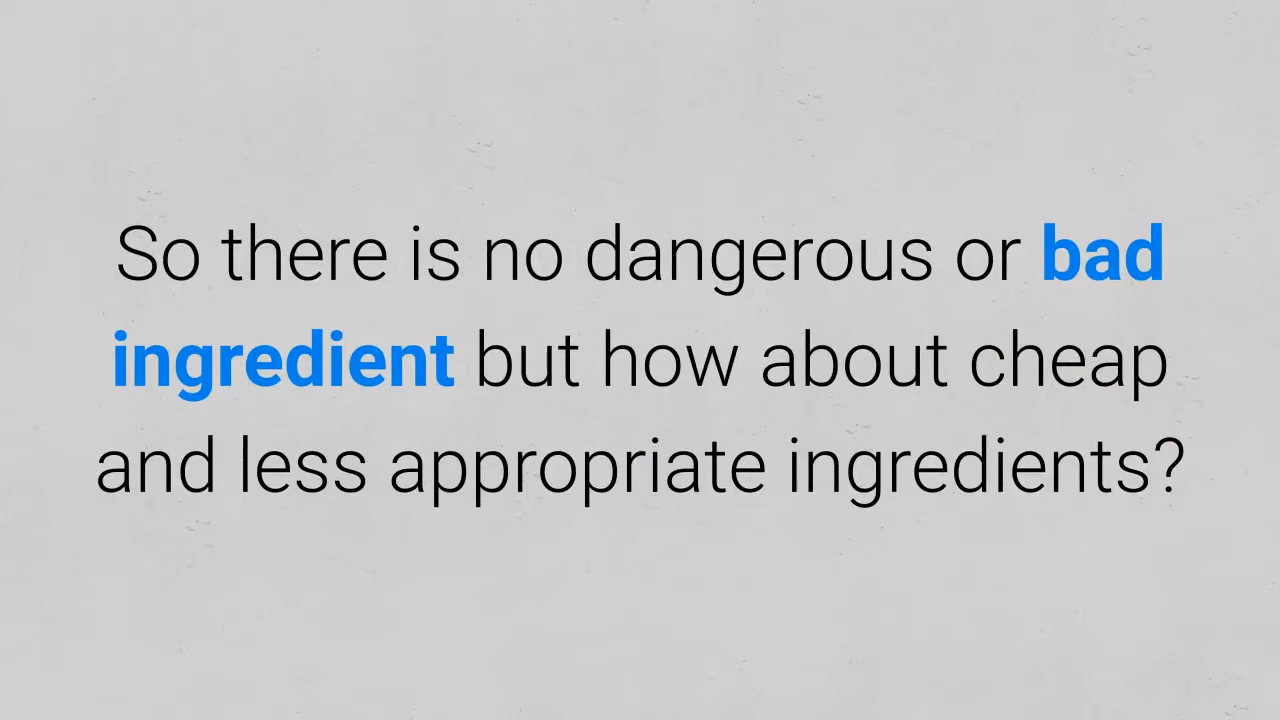 So there is no dangerous or bad
ingredient but how about cheap
and less appropriate ingredients?